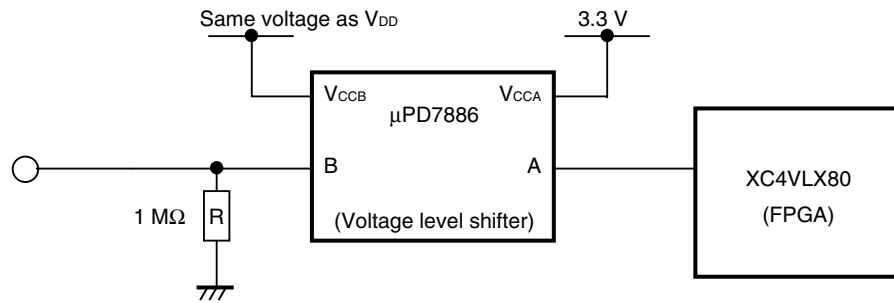 Same voltage as VDD
3.3 V
VCCB
VCCA
μPD7886
B
A
(Voltage level shifter)
1 MΩ
R
XC4VLX80
(FPGA)